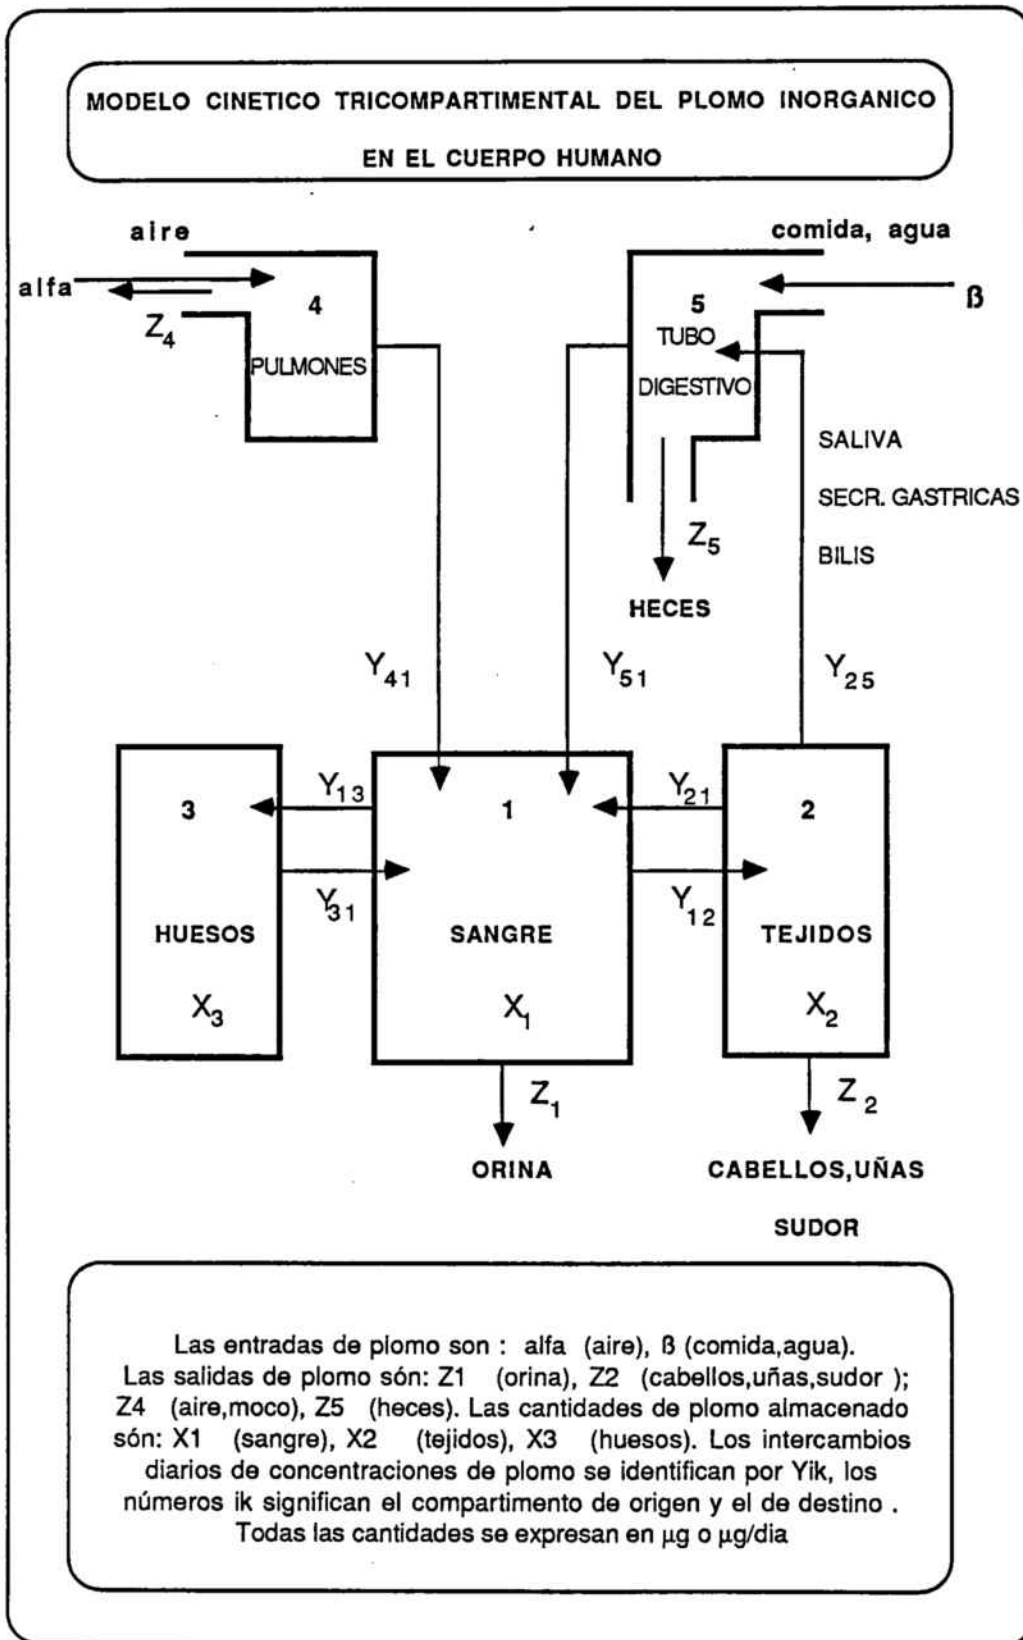 MODELO CINETICO TRICOMPARTIMENTAL DEL PLOMO INORGANICO
EN EL CUERPO HUMANO
aire
comida, agua
alfa
ß
Z4
4
PULMONES
5
TUBO
DIGESTIVO
SALIVA
SECR. GASTRICAS
BILIS
Z5
HECES
Y41
Y51
Y25
3
Y13
1
Y21
2
Y31
Y12
HUESOS
SANGRE
TEJIDOS
X3
X1
X2
Z1
Z2
ORINA
CABELLOS,UÑAS
SUDOR
Las entradas de plomo son : alfa (aire), ß (comida,agua).
Las salidas de plomo són: Z1 (orina), Z2 (cabellos,uñas,sudor );
Z4 (aire,moco), Z5 (heces). Las cantidades de plomo almacenado
són: X1 (sangre), X2 (tejidos), X3 (huesos). Los intercambios
diarios de concentraciones de plomo se identifican por Yik, los
números ik significan el compartimento de origen y el de destino .
Todas las cantidades se expresan en µg o µg/dia